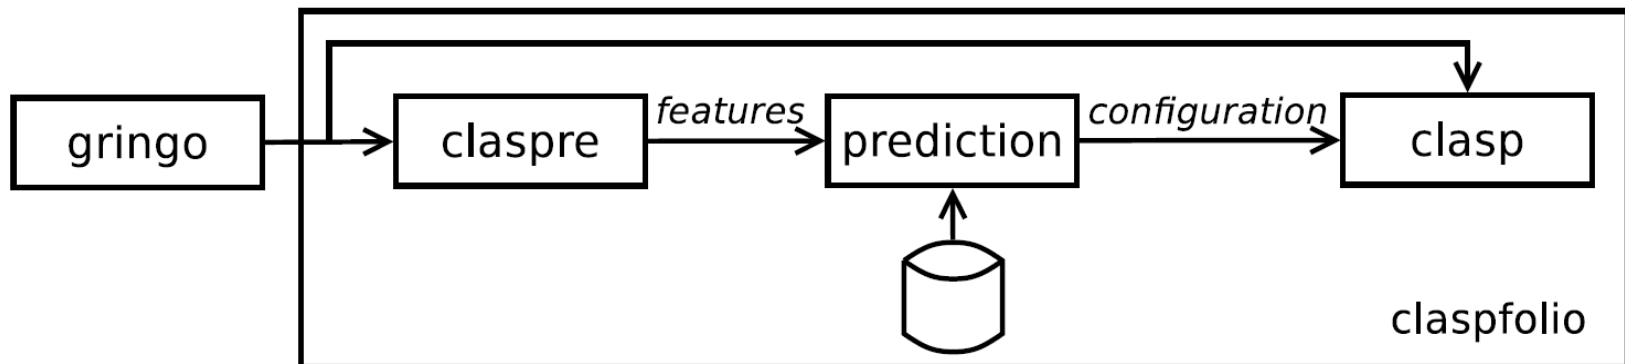 gringo
claspre
features
prediction
configuration
clasp
claspfolio